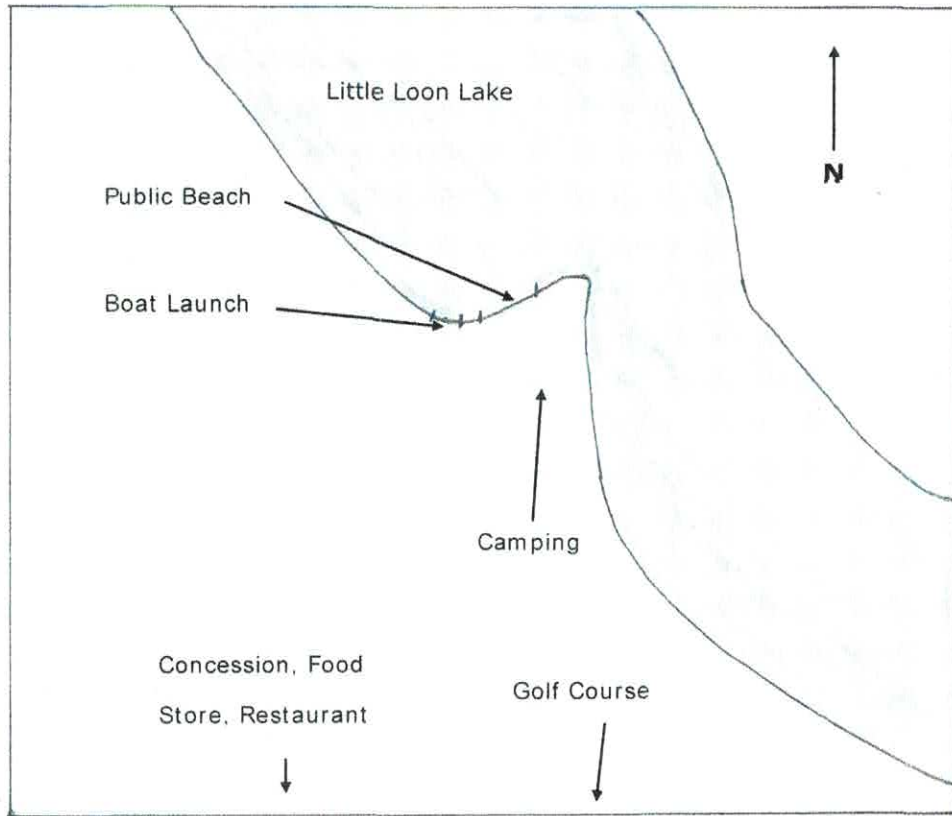 Little Loon Lake
N
Public Beach
Boat Launch
Camping
Concession, Food
Store, Restaurant
Golf Course